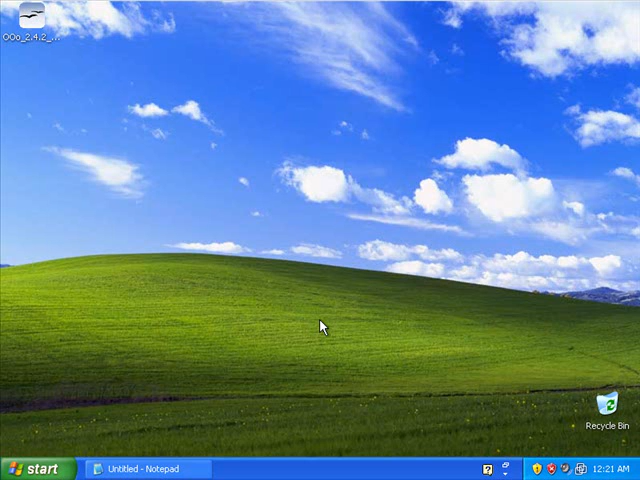 OOo_2.4.2_...
Recycle Bin
start
Untitled - Notepad
12:21 AM